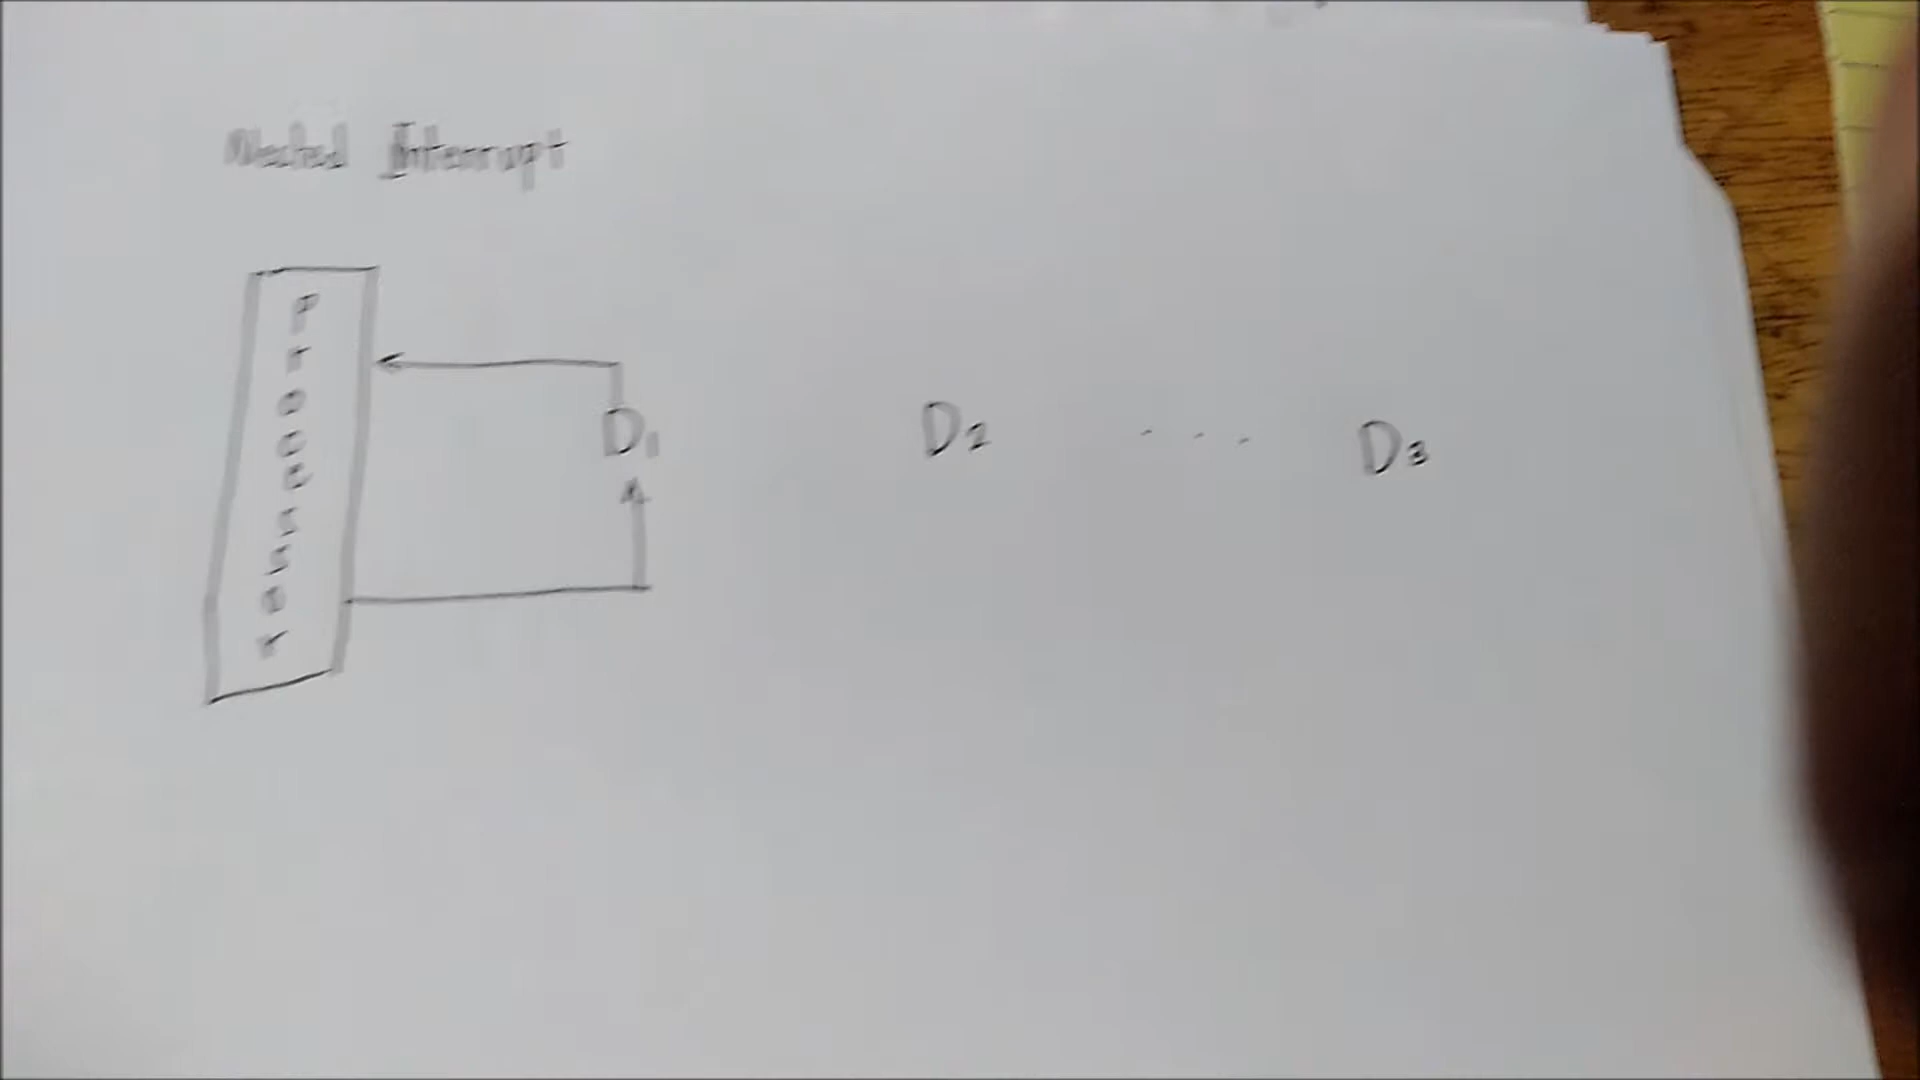 Nested Interrupt
Processor
D1 D2 ... D3